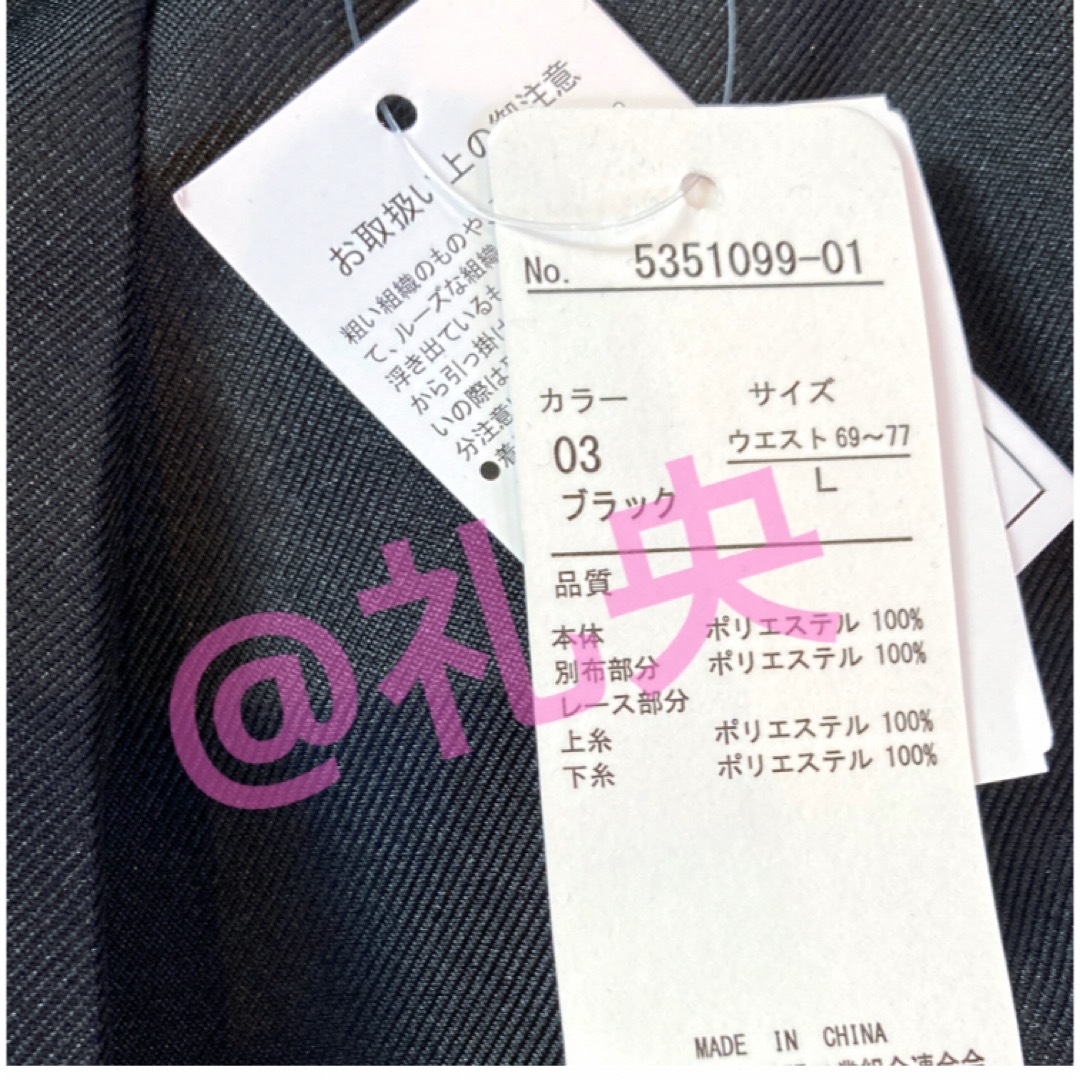 お取扱い上の御注意
粗い組織のものや
て、ルーズな組織
浮き出ている
から引っ掛け
いの際は
分注意
No. 5351099-01
カラー サイズ
03 ウエスト 69～77
ブラック L
品質
本体 ポリエステル 100%
別布部分 ポリエステル 100%
レース部分
上糸 ポリエステル 100%
下糸 ポリエステル 100%
MADE IN CHINA
@礼央